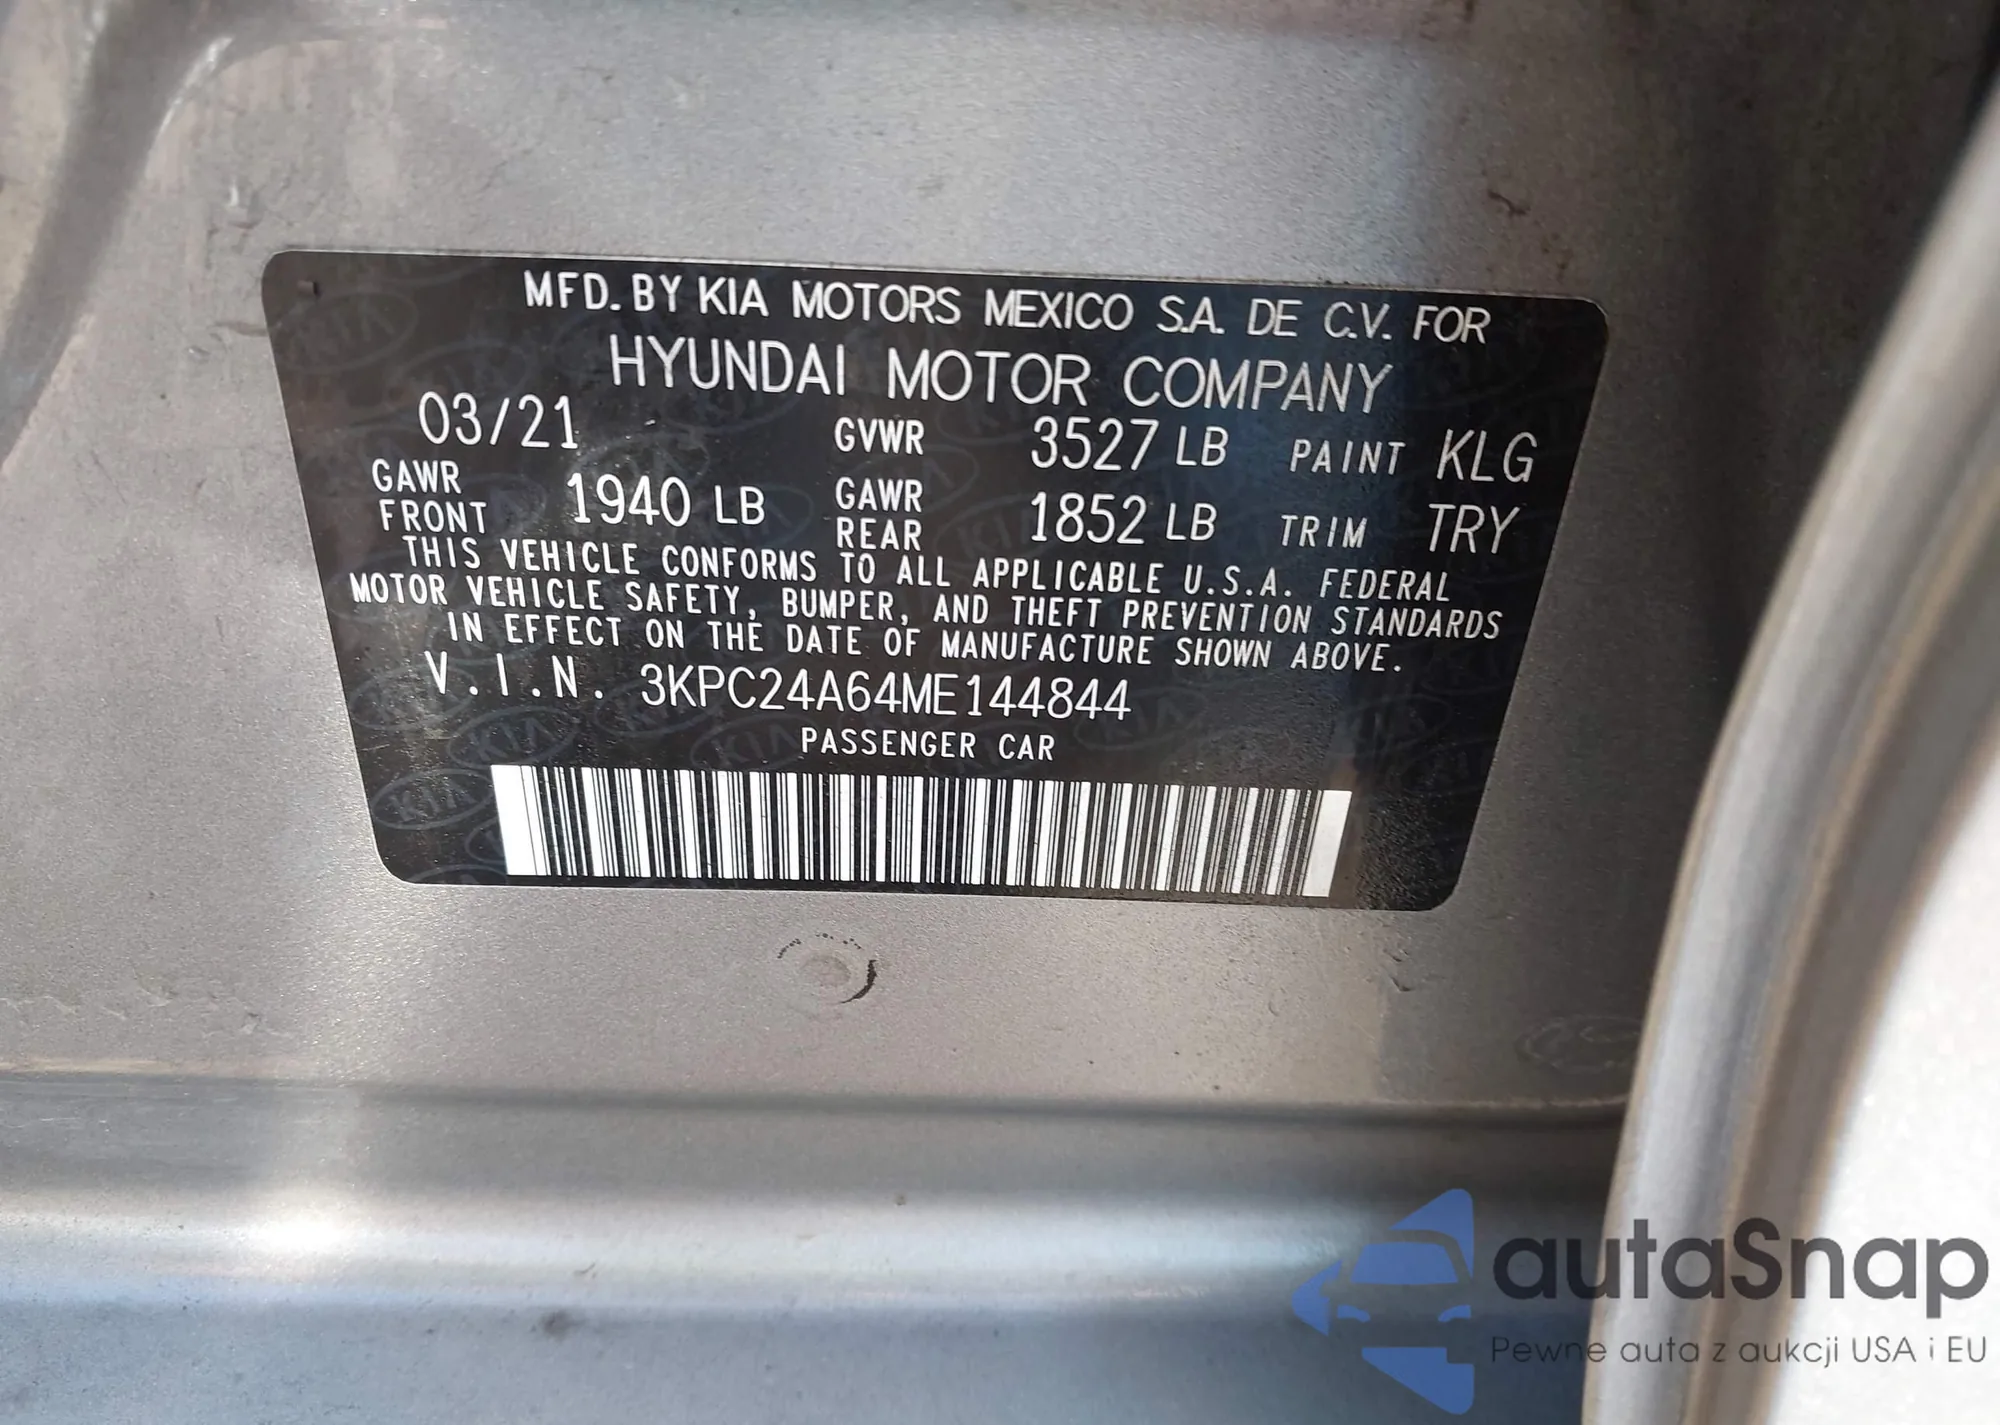 MFD. BY KIA MOTORS MEXICO S.A. DE C.V. FOR
HYUNDAI MOTOR COMPANY
03/21 GVWR 3527 LB PAINT KLG
GAWR FRONT 1940 LB GAWR REAR 1852 LB TRIM TRY
THIS VEHICLE CONFORMS TO ALL APPLICABLE U.S.A. FEDERAL
MOTOR VEHICLE SAFETY, BUMPER, AND THEFT PREVENTION STANDARDS
IN EFFECT ON THE DATE OF MANUFACTURE SHOWN ABOVE.
V.I.N. 3KPC24A64ME144844
PASSENGER CAR
autaSnap
Pewne auta z aukcji USA i EU